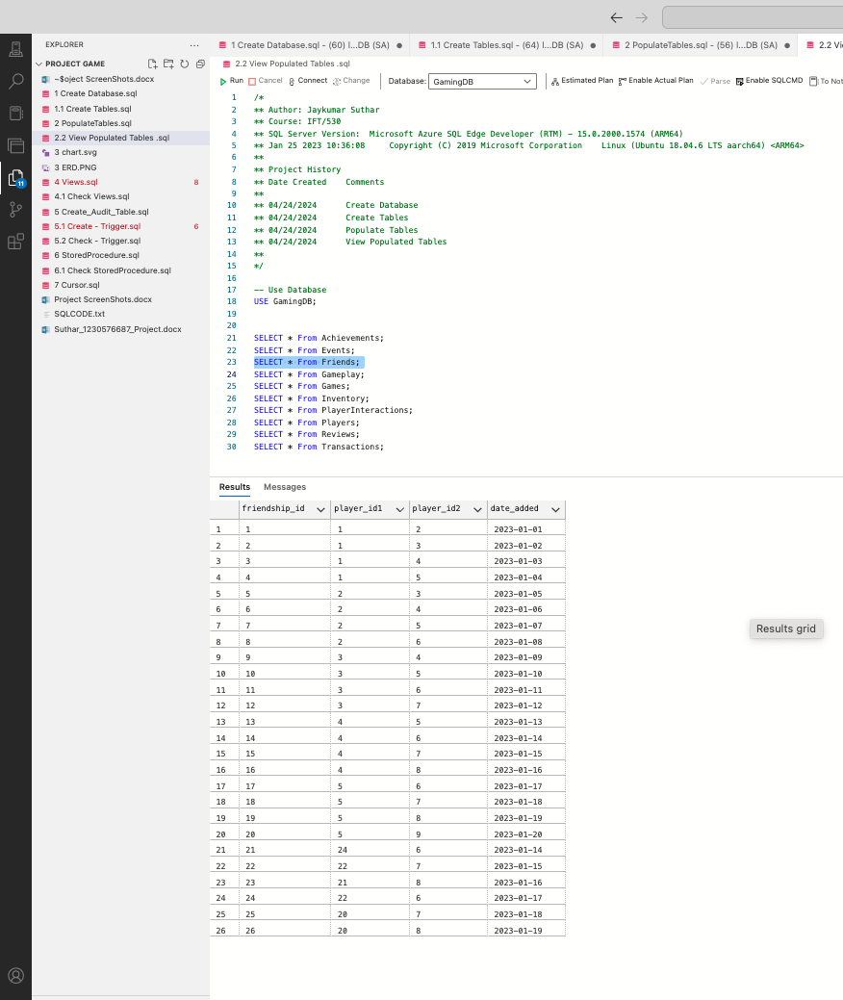 EXPLORER
...
PROJECT GAME
~$oject ScreenShots.docx
1 Create Database.sql
1.1 Create Tables.sql
2 PopulateTables.sql
2.2 View Populated Tables .sql
3 chart.svg
3 ERD.PNG
4 Views.sql 8
4.1 Check Views.sql
5 Create_Audit_Table.sql
5.1 Create - Trigger.sql 6
5.2 Check - Trigger.sql
6 StoredProcedure.sql
6.1 Check StoredProcedure.sql
7 Cursor.sql
Project ScreenShots.docx
SQLCODE.txt
Suthar_1230576687_Project.docx
11
1 Create Database.sql - (60) l...DB (SA) ● 1.1 Create Tables.sql - (64) l...DB (SA) ● 2 PopulateTables.sql - (56) l...DB (SA) ● 2.2 Vi
2.2 View Populated Tables .sql
Run Cancel Connect Change Database: GamingDB Estimated Plan Enable Actual Plan Parse Enable SQLCMD To Not
1 /*
2 ** Author: Jaykumar Suthar
3 ** Course: IFT/530
4 ** SQL Server Version: Microsoft Azure SQL Edge Developer (RTM) - 15.0.2000.1574 (ARM64)
5 ** Jan 25 2023 10:36:08 Copyright (C) 2019 Microsoft Corporation Linux (Ubuntu 18.04.6 LTS aarch64) <ARM64>
6 **
7 ** Project History
8 ** Date Created Comments
9 **
10 ** 04/24/2024 Create Database
11 ** 04/24/2024 Create Tables
12 ** 04/24/2024 Populate Tables
13 ** 04/24/2024 View Populated Tables
14 **
15 */
16
17 -- Use Database
18 USE GamingDB;
19
20
21 SELECT * From Achievements;
22 SELECT * From Events;
23 SELECT * From Friends;
24 SELECT * From Gameplay;
25 SELECT * From Games;
26 SELECT * From Inventory;
27 SELECT * From PlayerInteractions;
28 SELECT * From Players;
29 SELECT * From Reviews;
30 SELECT * From Transactions;
Results Messages
friendship_id player_id1 player_id2 date_added
1 1 1 2 2023-01-01
2 2 1 3 2023-01-02
3 3 1 4 2023-01-03
4 4 1 5 2023-01-04
5 5 2 3 2023-01-05
6 6 2 4 2023-01-06
7 7 2 5 2023-01-07
8 8 2 6 2023-01-08
9 9 3 4 2023-01-09
10 10 3 5 2023-01-10
11 11 3 6 2023-01-11
12 12 3 7 2023-01-12
13 13 4 5 2023-01-13
14 14 4 6 2023-01-14
15 15 4 7 2023-01-15
16 16 4 8 2023-01-16
17 17 5 6 2023-01-17
18 18 5 7 2023-01-18
19 19 5 8 2023-01-19
20 20 5 9 2023-01-20
21 21 24 6 2023-01-14
22 22 22 7 2023-01-15
23 23 21 8 2023-01-16
24 24 22 6 2023-01-17
25 25 20 7 2023-01-18
26 26 20 8 2023-01-19
Results grid